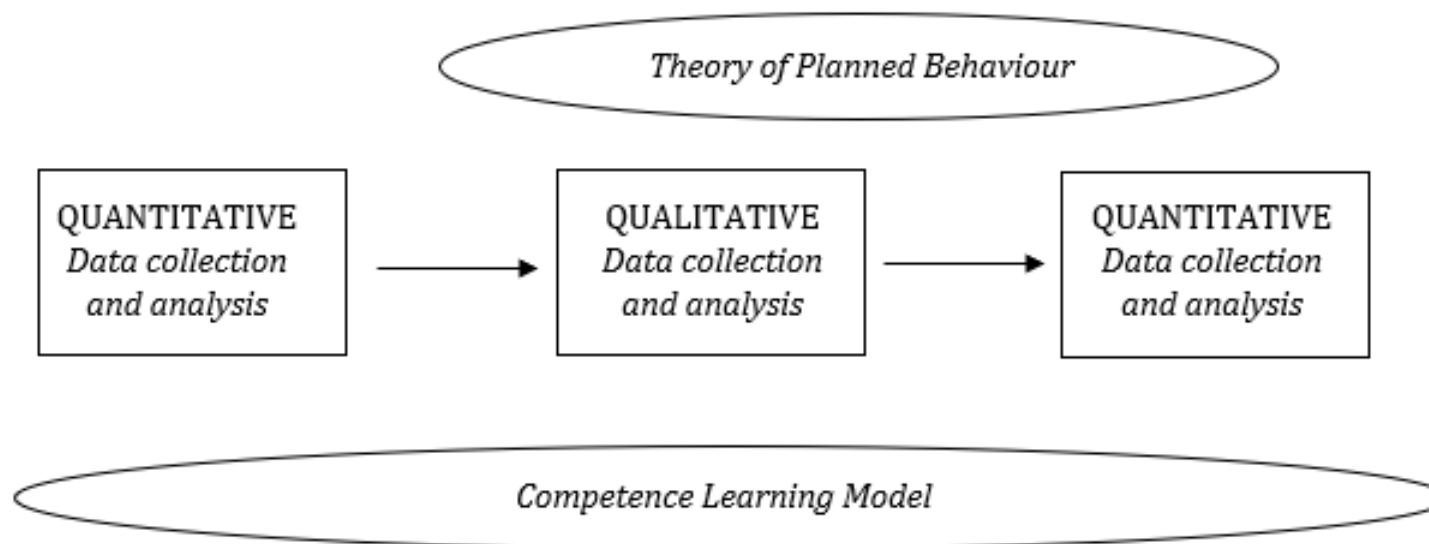 Theory of Planned Behaviour
QUANTITATIVE
Data collection
and analysis
QUALITATIVE
Data collection
and analysis
QUANTITATIVE
Data collection
and analysis
Competence Learning Model